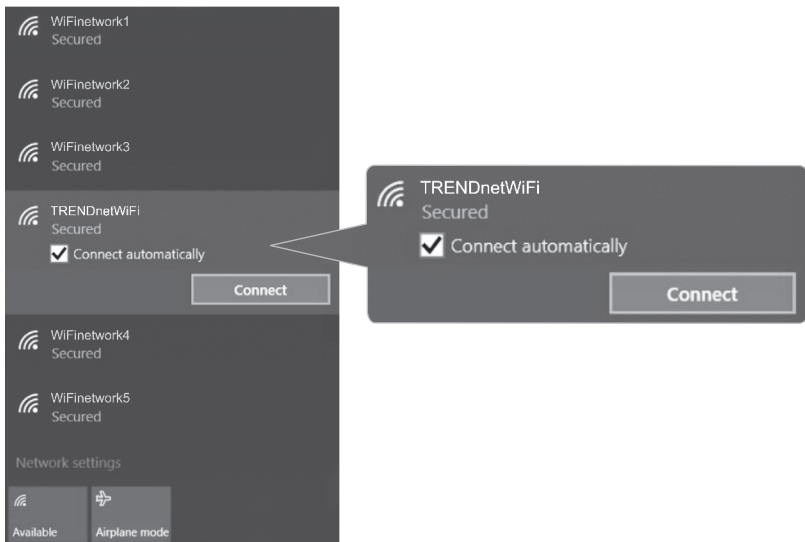 WiFinetwork1
Secured
WiFinetwork2
Secured
WiFinetwork3
Secured
TRENDnetWiFi
Secured
Connect automatically
Connect
WiFinetwork4
Secured
WiFinetwork5
Secured
Network settings
Available
Airplane mode
TRENDnetWiFi
Secured
Connect automatically
Connect